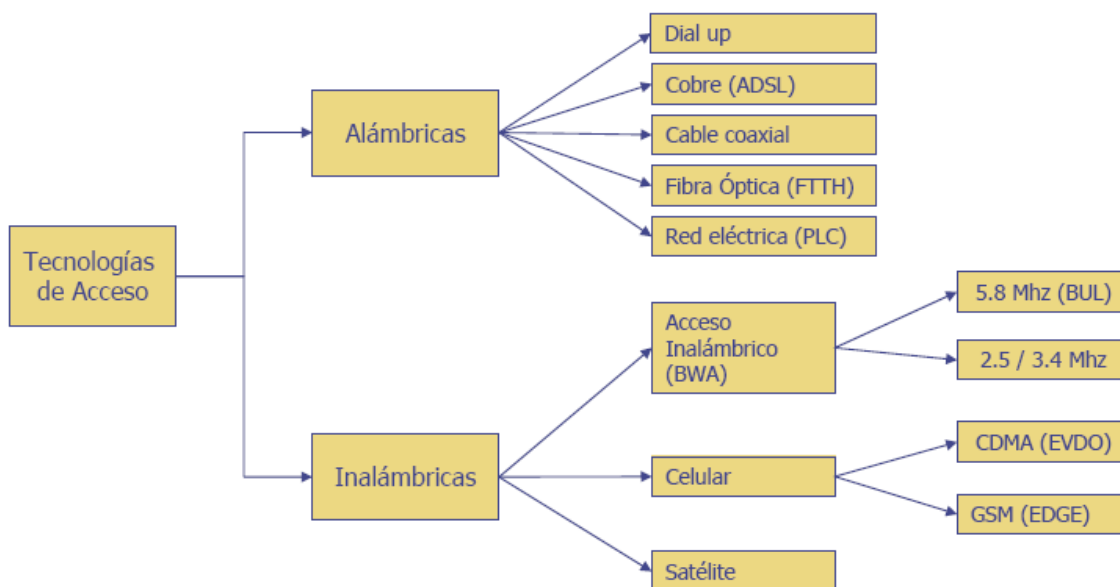 Tecnologías
de Acceso
Alámbricas
Dial up
Cobre (ADSL)
Cable coaxial
Fibra Óptica (FTTH)
Red eléctrica (PLC)
Inalámbricas
Acceso
Inalámbrico
(BWA)
5.8 Mhz (BUL)
2.5 / 3.4 Mhz
Celular
CDMA (EVDO)
GSM (EDGE)
Satélite